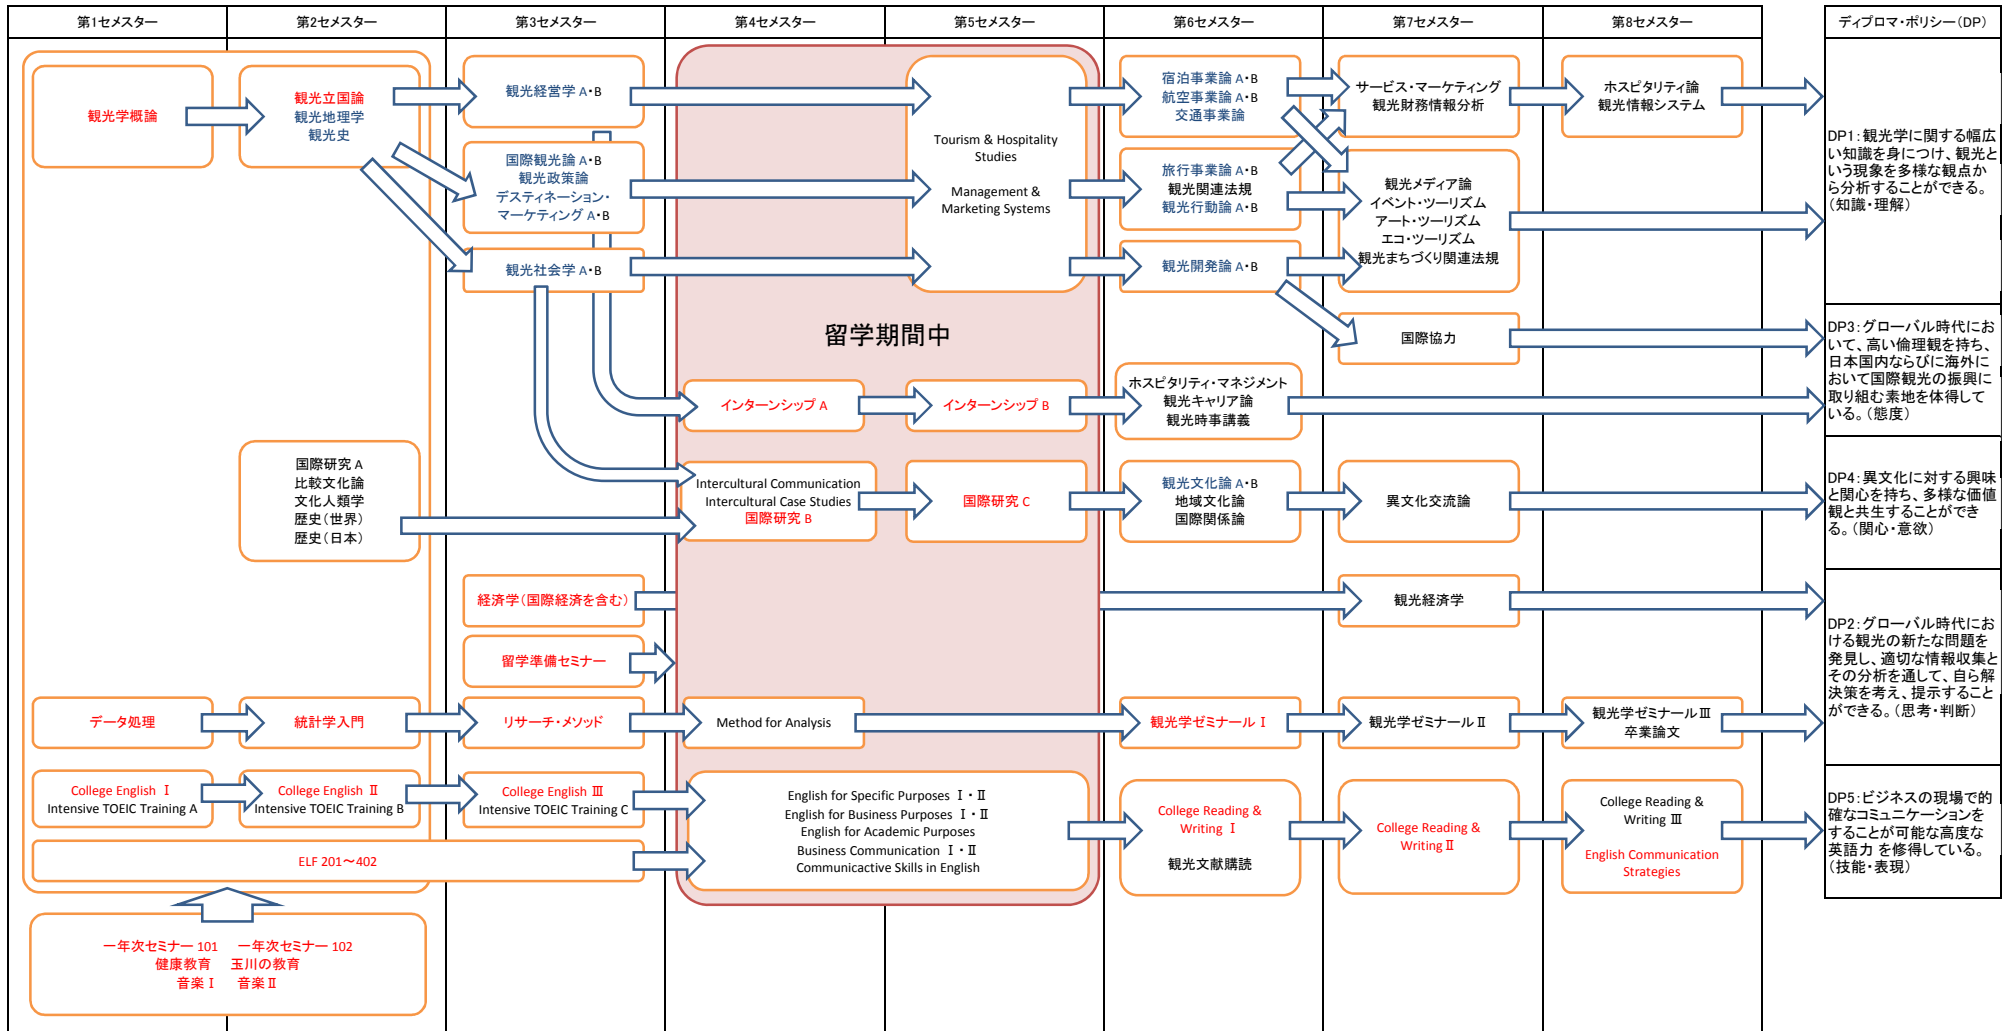 第1セメスター
第2セメスター
第3セメスター
第4セメスター
第5セメスター
第6セメスター
第7セメスター
第8セメスター
ディプロマ・ポリシー(DP)
観光学概論
観光立国論
観光地理学
観光史
観光経営学 A・B
国際観光論 A・B
観光政策論
デスティネーション・
マーケティング A・B
観光社会学 A・B
Tourism & Hospitality
Studies
Management &
Marketing Systems
宿泊事業論 A・B
航空事業論 A・B
交通事業論
旅行事業論 A・B
観光関連法規
観光行動論 A・B
観光開発論 A・B
サービス・マーケティング
観光財務情報分析
観光メディア論
イベント・ツーリズム
アート・ツーリズム
エコ・ツーリズム
観光まちづくり関連法規
ホスピタリティ論
観光情報システム
DP1:観光学に関する幅広
い知識を身につけ、観光と
いう現象を多様な観点か
ら分析することができる。
(知識・理解)
留学期間中
国際協力
インターンシップ A
インターンシップ B
ホスピタリティ・マネジメント
観光キャリア論
観光時事講義
DP3:グローバル時代にお
いて、高い倫理観を持ち、
日本国内ならびに海外に
おいて国際観光の振興に
取り組む素地を体得して
いる。(態度)
国際研究 A
比較文化論
文化人類学
歴史(世界)
歴史(日本)
Intercultural Communication
Intercultural Case Studies
国際研究 B
国際研究 C
観光文化論 A・B
地域文化論
国際関係論
異文化交流論
DP4:異文化に対する興味
と関心を持ち、多様な価値
観と共生することができ
る。(関心・意欲)
経済学(国際経済を含む)
観光経済学
留学準備セミナー
データ処理
統計学入門
リサーチ・メソッド
Method for Analysis
観光学ゼミナール Ⅰ
観光学ゼミナール Ⅱ
観光学ゼミナール Ⅲ
卒業論文
DP2:グローバル時代にお
ける観光の新たな問題を
発見し、適切な情報収集と
その分析を通して、自ら解
決策を考え、提示すること
ができる。(思考・判断)
College English Ⅰ
Intensive TOEIC Training A
College English Ⅱ
Intensive TOEIC Training B
College English Ⅲ
Intensive TOEIC Training C
ELF 201～402
English for Specific Purposes Ⅰ・Ⅱ
English for Business Purposes Ⅰ・Ⅱ
English for Academic Purposes
Business Communication Ⅰ・Ⅱ
Communicactive Skills in English
College Reading &
Writing Ⅰ
観光文献購読
College Reading &
Writing Ⅱ
College Reading &
Writing Ⅲ
English Communication
Strategies
DP5:ビジネスの現場で的
確なコミュニケーションを
することが可能な高度な
英語力 を修得している。
(技能・表現)
一年次セミナー 101 一年次セミナー 102
健康教育 玉川の教育
音楽Ⅰ 音楽Ⅱ